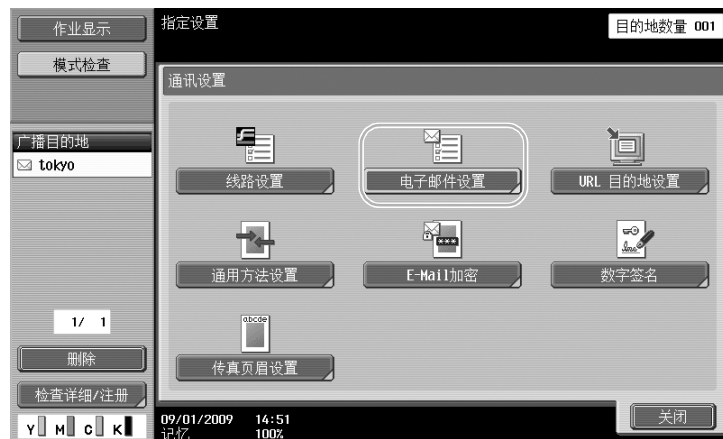 作业显示
模式检查
指定设置
目的地数量 001
通讯设置
广播目的地
tokyo
线路设置
电子邮件设置
URL 目的地设置
通用方法设置
E-Mail加密
数字签名
abcde
传真页眉设置
1/ 1
删除
检查详细/注册
Y M C K
09/01/2009 14:51
记忆 100%
关闭